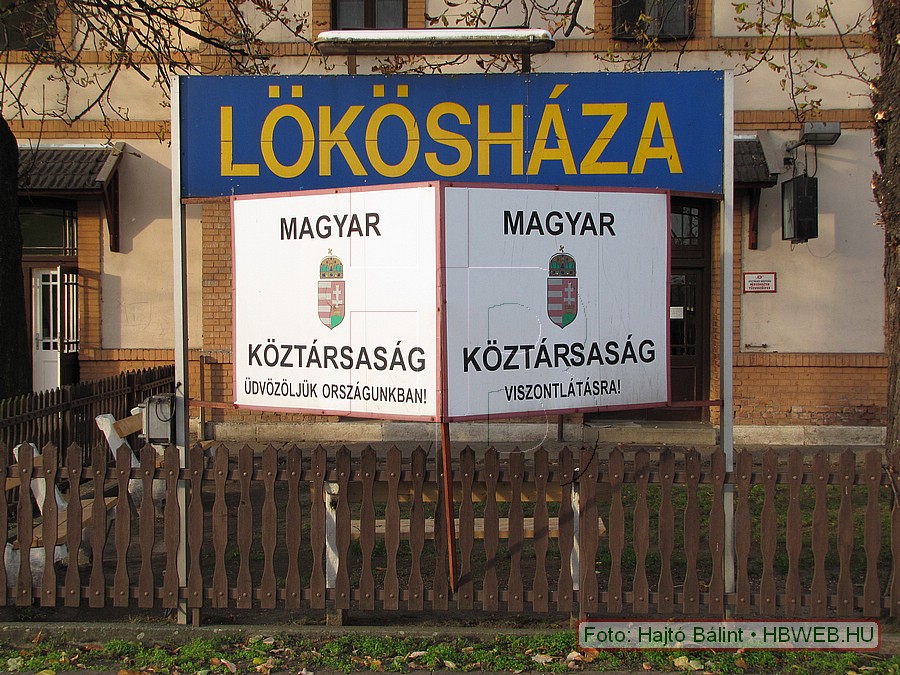 LÖKÖSHÁZA
MAGYAR
KÖZTÁRSASÁG
ÜDVÖZÖLJÜK ORSZÁGUNKBAN!
MAGYAR
KÖZTÁRSASÁG
VISZONTLÁTÁSRA!
Foto: Hajtó Bálint • HBWEB.HU